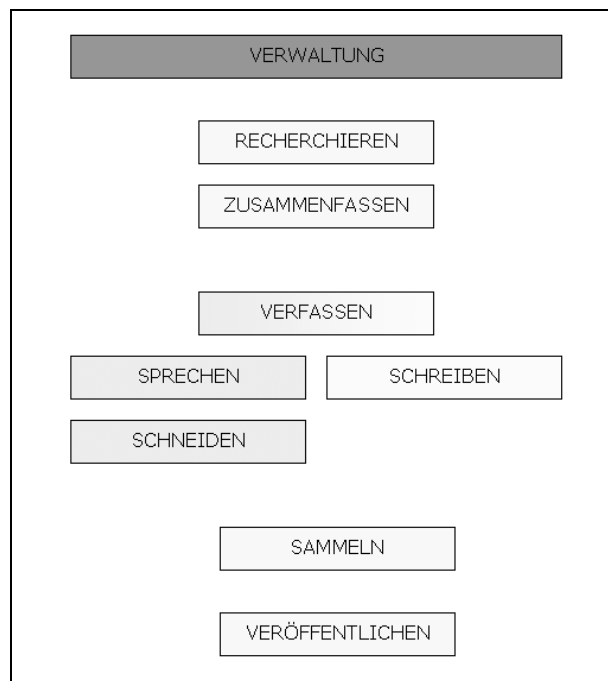 VERWALTUNG
RECHERCHIEREN
ZUSAMMENFASSEN
VERFASSEN
SPRECHEN SCHREIBEN
SCHNEIDEN
SAMMELN
VERÖFFENTLICHEN